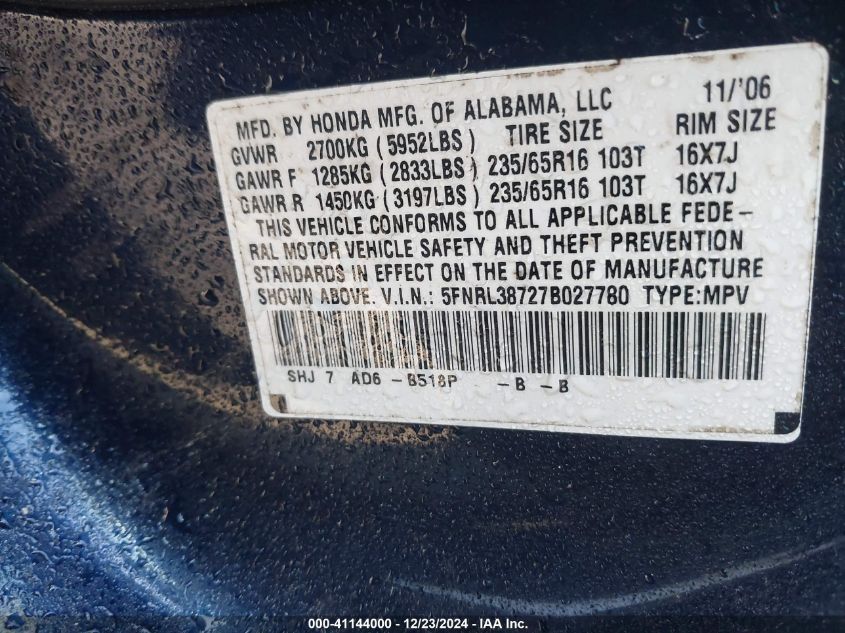 MFD. BY HONDA MFG. OF ALABAMA, LLC 11/'06
GVWR 2700KG (5952LBS) TIRE SIZE RIM SIZE
GAWR F 1285KG (2833LBS) 235/65R16 103T 16X7J
GAWR R 1450KG (3197LBS) 235/65R16 103T 16X7J
THIS VEHICLE CONFORMS TO ALL APPLICABLE FEDE-
RAL MOTOR VEHICLE SAFETY AND THEFT PREVENTION
STANDARDS IN EFFECT ON THE DATE OF MANUFACTURE
SHOWN ABOVE. V.I.N.: 5FNRL38727B027780 TYPE:MPV
SHJ 7 AD6 -B518P -B -B
000-41144000 - 12/23/2024 - IAA Inc.